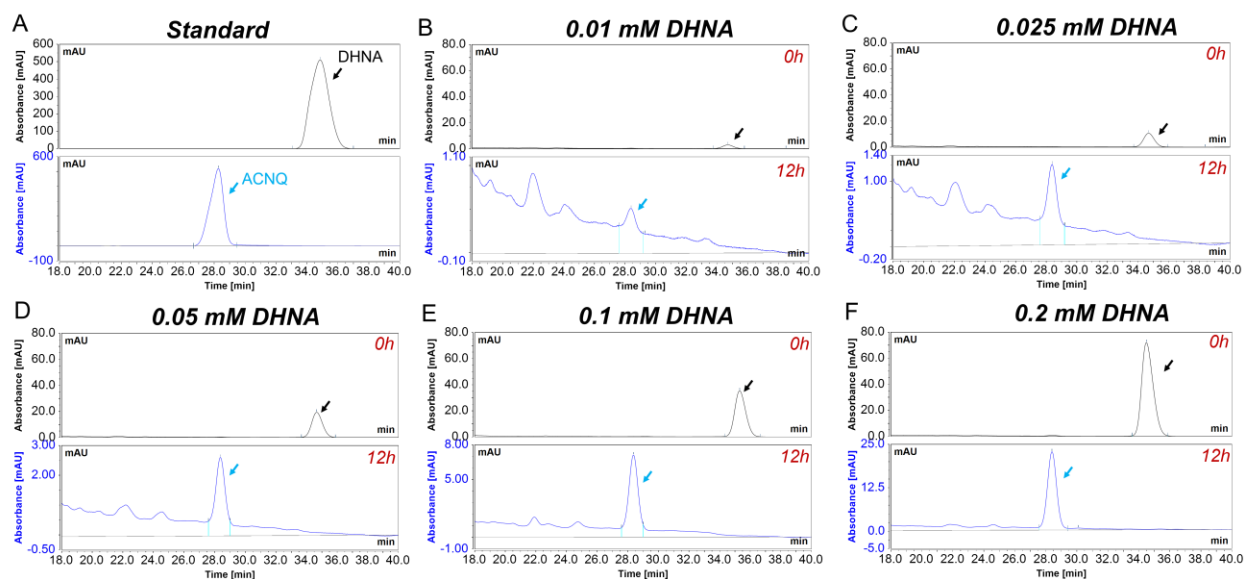 A
Standard
Absorbance [mAU]
600
500
400
300
200
100
0
mAU
DHNA
min
Absorbance [mAU]
600
-100
mAU
ACNQ
min
18.0 20.0 22.0 24.0 26.0 28.0 30.0 32.0 34.0 36.0 40.0
Time [min]
B
0.01 mM DHNA
Absorbance [mAU]
80.0
60.0
40.0
20.0
0.0
mAU
0h
min
Absorbance [mAU]
1.10
-0.10
mAU
12h
min
18.0 20.0 22.0 24.0 26.0 28.0 30.0 32.0 34.0 36.0 40.0
Time [min]
C
0.025 mM DHNA
Absorbance [mAU]
80.0
60.0
40.0
20.0
0.0
mAU
0h
min
Absorbance [mAU]
1.40
1.00
-0.20
mAU
12h
min
18.0 20.0 22.0 24.0 26.0 28.0 30.0 32.0 34.0 36.0 40.0
Time [min]
D
0.05 mM DHNA
Absorbance [mAU]
80.0
60.0
40.0
20.0
0.0
mAU
0h
min
Absorbance [mAU]
3.00
2.00
-0.50
mAU
12h
min
18.0 20.0 22.0 24.0 26.0 28.0 30.0 32.0 34.0 36.0 40.0
Time [min]
E
0.1 mM DHNA
Absorbance [mAU]
80.0
60.0
40.0
20.0
0.0
mAU
0h
min
Absorbance [mAU]
8.00
5.00
-1.00
mAU
12h
min
18.0 20.0 22.0 24.0 26.0 28.0 30.0 32.0 34.0 36.0 40.0
Time [min]
F
0.2 mM DHNA
Absorbance [mAU]
80.0
60.0
40.0
20.0
0.0
mAU
0h
min
Absorbance [mAU]
25.0
12.5
0.0
-5.0
mAU
12h
min
18.0 20.0 22.0 24.0 26.0 28.0 30.0 32.0 34.0 36.0 38.0 40.0
Time [min]